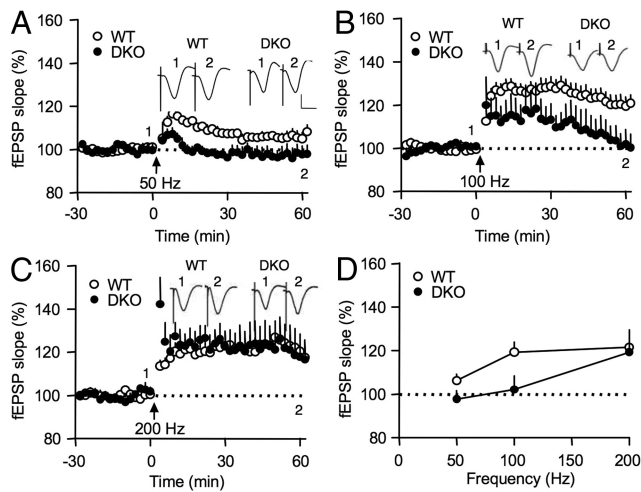 A
WT
DKO
fEPSP slope (%)
160
140
120
100
80
WT
DKO
1
2
1
2
1
2
50 Hz
-30
0
30
60
Time (min)
B
WT
DKO
fEPSP slope (%)
160
140
120
100
80
WT
DKO
1
2
1
2
1
2
100 Hz
-30
0
30
60
Time (min)
C
WT
DKO
fEPSP slope (%)
160
140
120
100
80
WT
DKO
1
2
1
2
1
2
200 Hz
-30
0
30
60
Time (min)
D
WT
DKO
fEPSP slope (%)
160
140
120
100
80
0
50
100
150
200
Frequency (Hz)